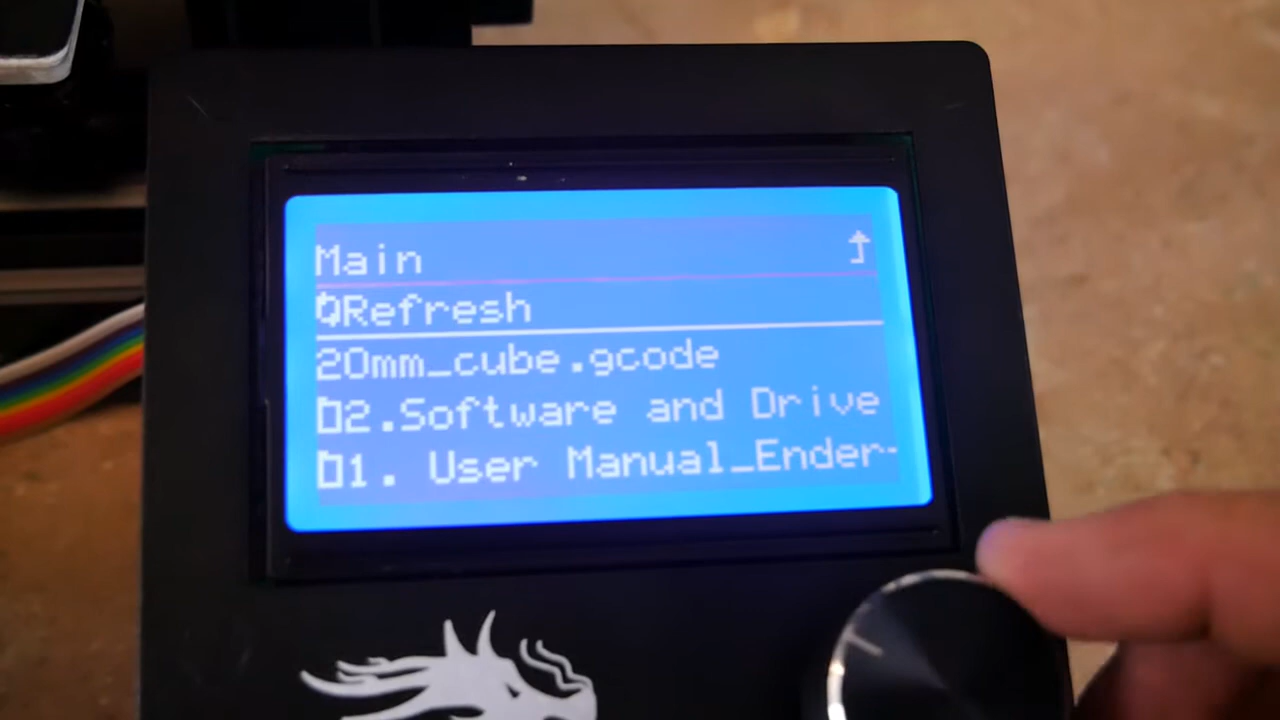 Main
Refresh
20mm_cube.gcode
2.Software and Drive
1. User Manual_Ender-